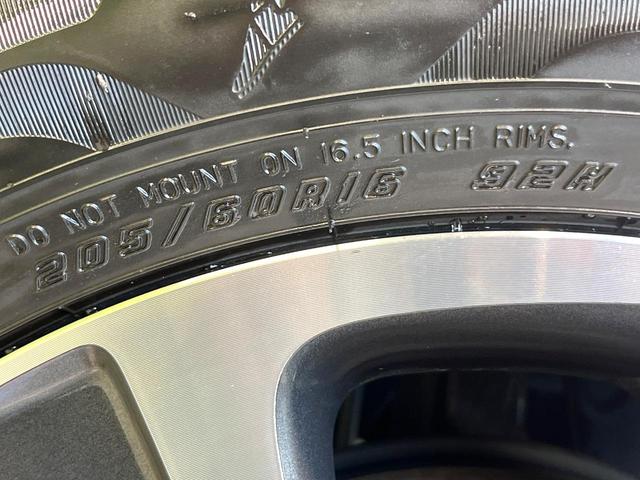 DO NOT MOUNT ON 16.5 INCH RIMS.
205/60R16 92H